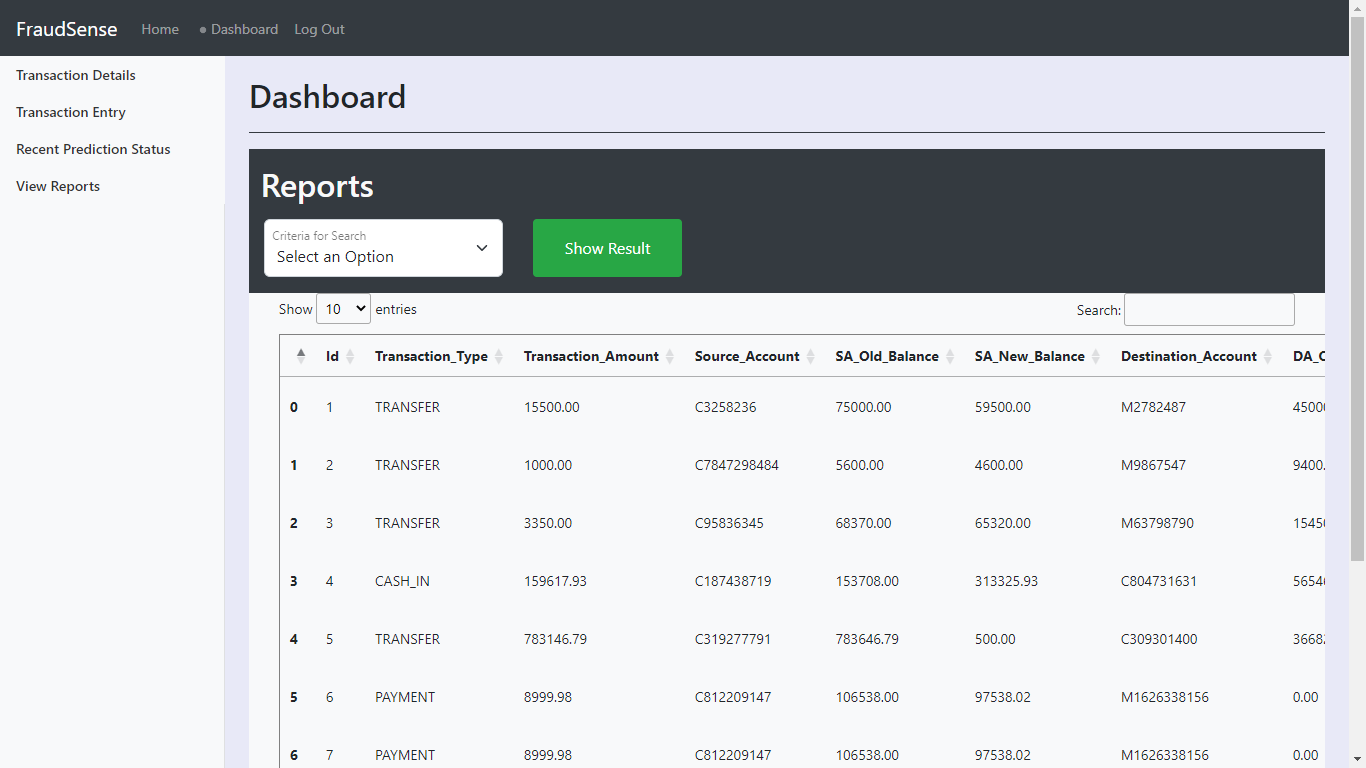 FraudSense Home ● Dashboard Log Out
Transaction Details
Transaction Entry
Recent Prediction Status
View Reports
Dashboard
Reports
Criteria for Search
Select an Option
Show Result
Show 10 entries Search:
Id Transaction_Type Transaction_Amount Source_Account SA_Old_Balance SA_New_Balance Destination_Account DA_
0 1 TRANSFER 15500.00 C3258236 75000.00 59500.00 M2782487 4500
1 2 TRANSFER 1000.00 C7847298484 5600.00 4600.00 M9867547 9400.
2 3 TRANSFER 3350.00 C95836345 68370.00 65320.00 M63798790 1545
3 4 CASH_IN 159617.93 C187438719 153708.00 313325.93 C804731631 5654
4 5 TRANSFER 783146.79 C319277791 783646.79 500.00 C309301400 3668
5 6 PAYMENT 8999.98 C812209147 106538.00 97538.02 M1626338156 0.00
6 7 PAYMENT 8999.98 C812209147 106538.00 97538.02 M1626338156 0.00